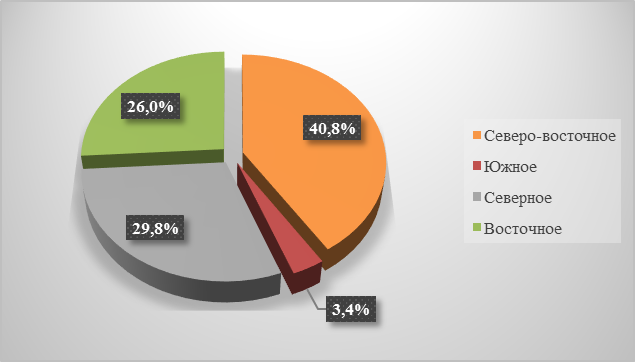 26,0%
40,8%
29,8%
3,4%
Северо-восточное
Южное
Северное
Восточное